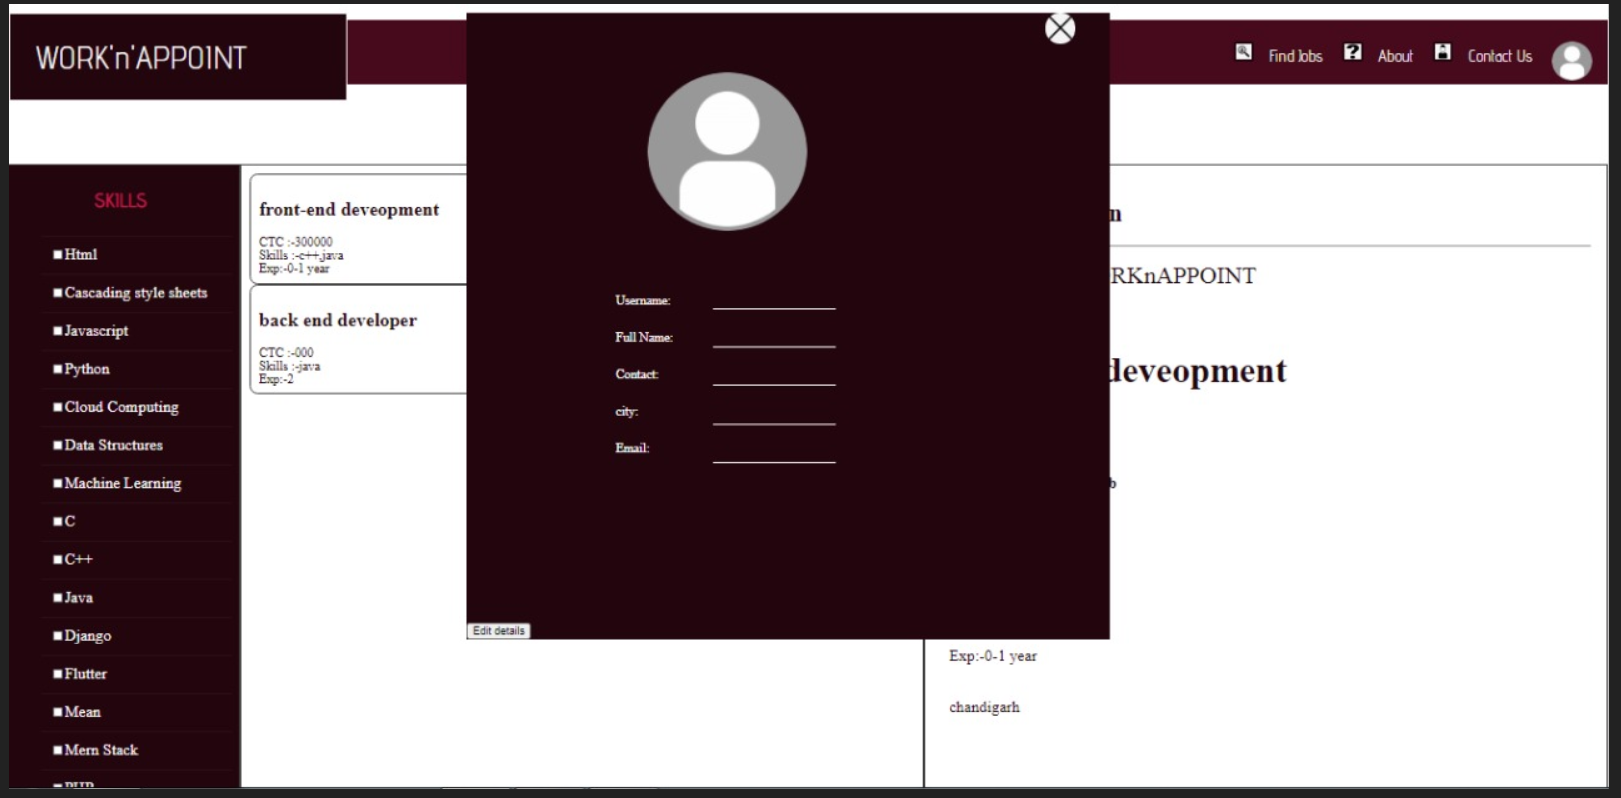 WORK'n'APPOINT
Find Jobs
About
Contact Us
SKILLS
Html
Cascading style sheets
Javascript
Python
Cloud Computing
Data Structures
Machine Learning
C
C++
Java
Django
Flutter
Mean
Mern Stack
PHP
front-end deveopment
CTC :-300000
Skills :-c++,java
Exp:-0-1 year
back end developer
CTC :-000
Skills :-java
Exp:-2
Username:
Full Name:
Contact:
city:
Email:
Edit details
n
RKnAPPOINT
deveopment
b
Exp:-0-1 year
chandigarh